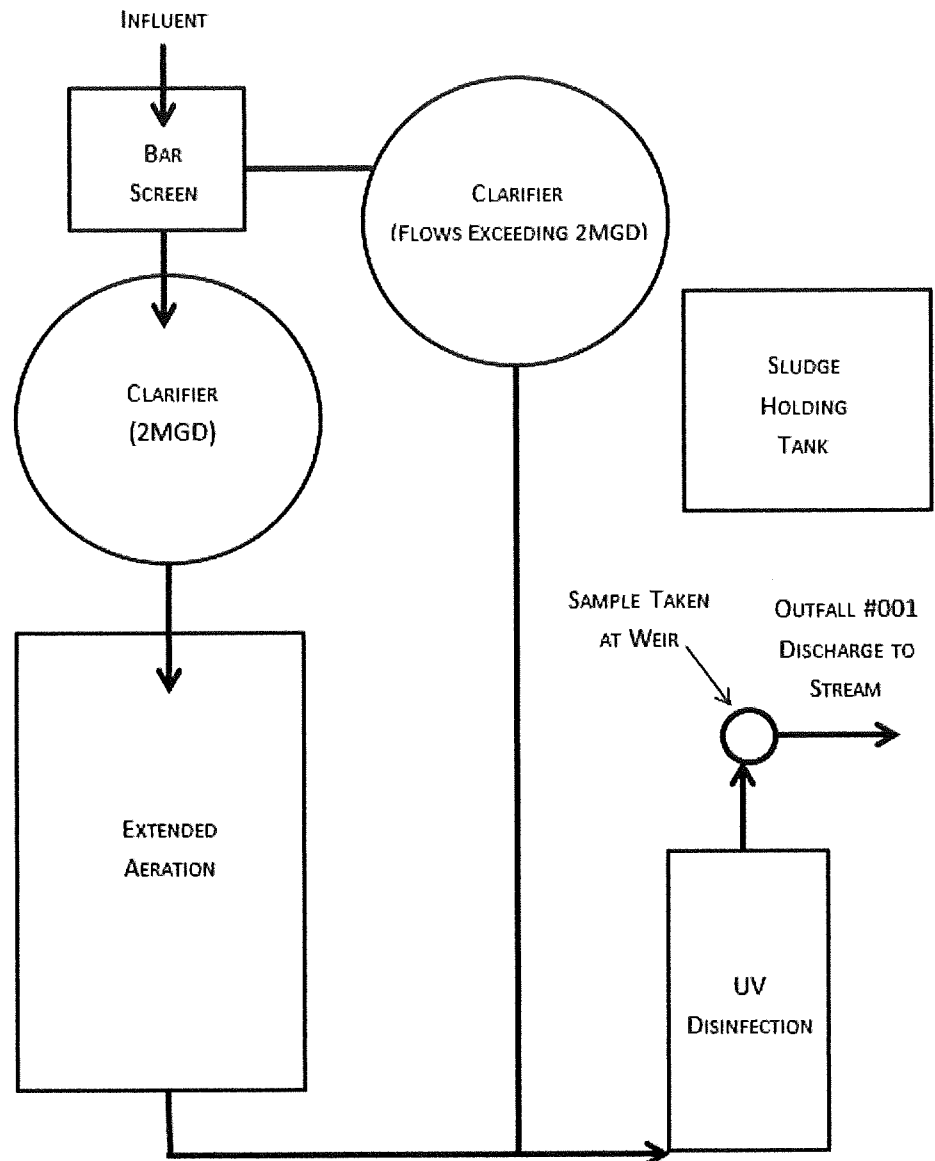 INFLUENT
BAR
SCREEN
CLARIFIER
(FLOWS EXCEEDING 2MGD)
CLARIFIER
(2MGD)
SLUDGE
HOLDING
TANK
SAMPLE TAKEN
AT WEIR
OUTFALL #001
DISCHARGE TO
STREAM
EXTENDED
AERATION
UV
DISINFECTION